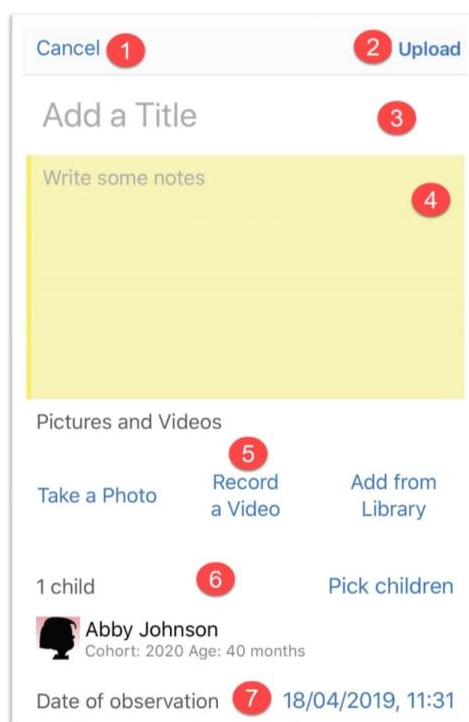 Cancel 1 2 Upload
Add a Title 3
Write some notes
4
Pictures and Videos
5
Take a Photo Record a Video Add from Library
1 child 6 Pick children
Abby Johnson
Cohort: 2020 Age: 40 months
Date of observation 7 18/04/2019, 11:31